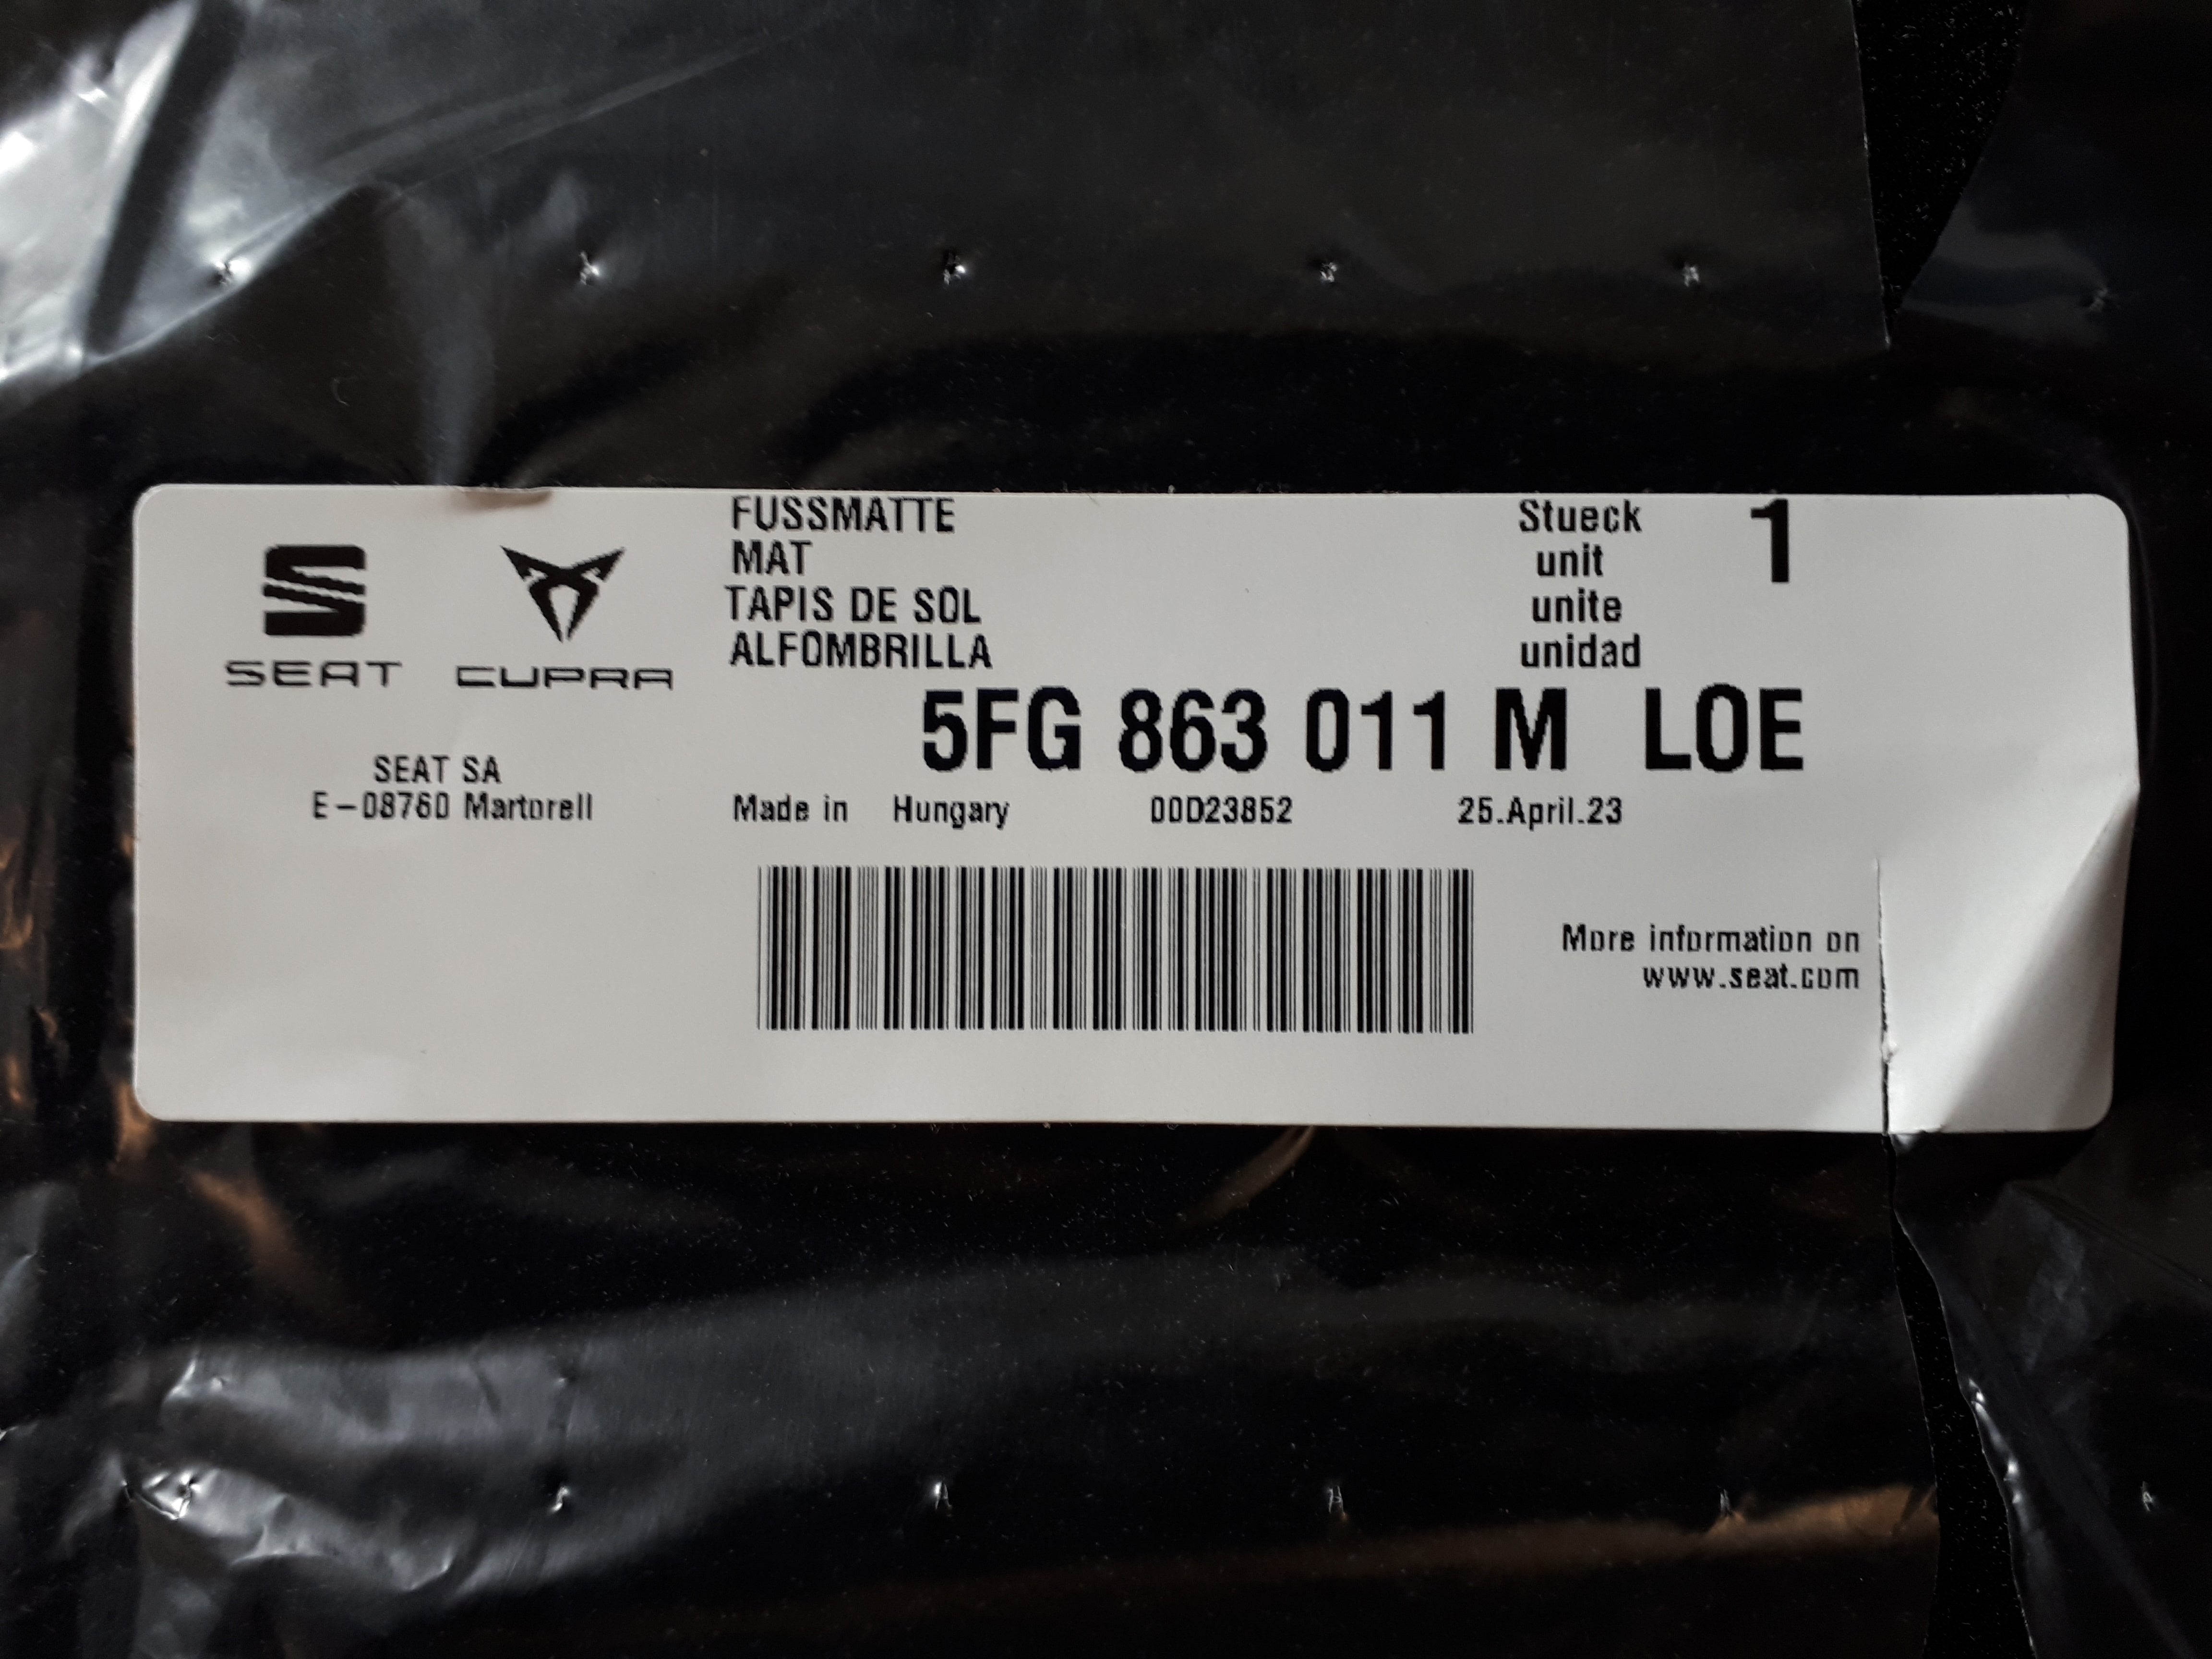 FUSSMATTE
MAT
TAPIS DE SOL
ALFOMBRILLA
Stueck
unit
unite
unidad
1
SEAT CUPRA
5FG 863 011 M LOE
SEAT SA
E-08760 Martorell
Made in Hungary 00D23852 25.April.23
More information on
www.seat.com